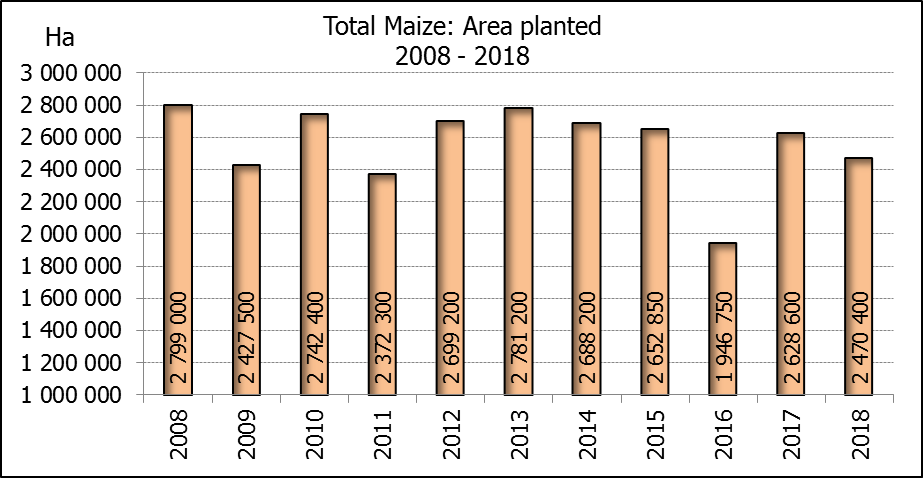 Total Maize: Area planted
2008 - 2018
Ha
3 000 000
2 800 000
2 600 000
2 400 000
2 200 000
2 000 000
1 800 000
1 600 000
1 400 000
1 200 000
1 000 000
2 799 000
2 427 500
2 742 400
2 372 300
2 699 200
2 781 200
2 688 200
2 652 850
1 946 750
2 628 600
2 470 400
2008
2009
2010
2011
2012
2013
2014
2015
2016
2017
2018